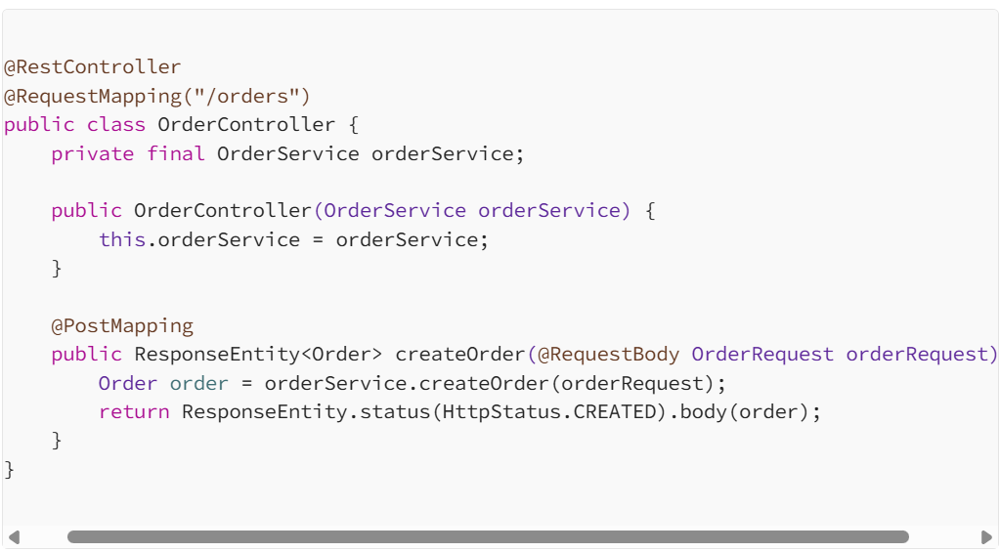 @RestController
@RequestMapping("/orders")
public class OrderController {
    private final OrderService orderService;

    public OrderController(OrderService orderService) {
        this.orderService = orderService;
    }

    @PostMapping
    public ResponseEntity<Order> createOrder(@RequestBody OrderRequest orderRequest)
        Order order = orderService.createOrder(orderRequest);
        return ResponseEntity.status(HttpStatus.CREATED).body(order);
    }
}